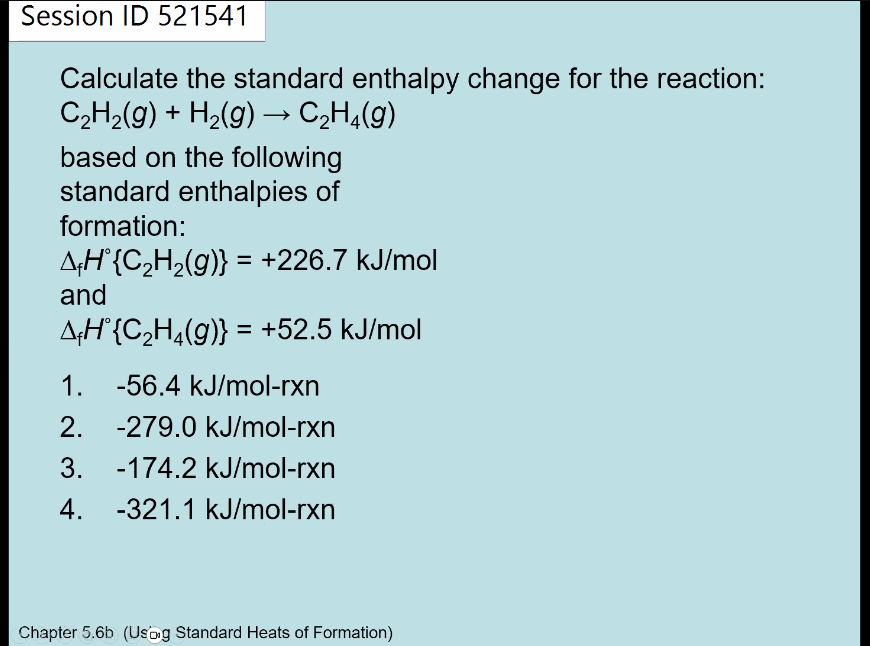 Session ID 521541
Calculate the standard enthalpy change for the reaction:
C₂H₂(g) + H₂(g) → C₂H₄(g)
based on the following
standard enthalpies of
formation:
ΔfH°{C₂H₂(g)} = +226.7 kJ/mol
and
ΔfH°{C₂H₄(g)} = +52.5 kJ/mol
1. -56.4 kJ/mol-rxn
2. -279.0 kJ/mol-rxn
3. -174.2 kJ/mol-rxn
4. -321.1 kJ/mol-rxn
Chapter 5.6b (Using Standard Heats of Formation)